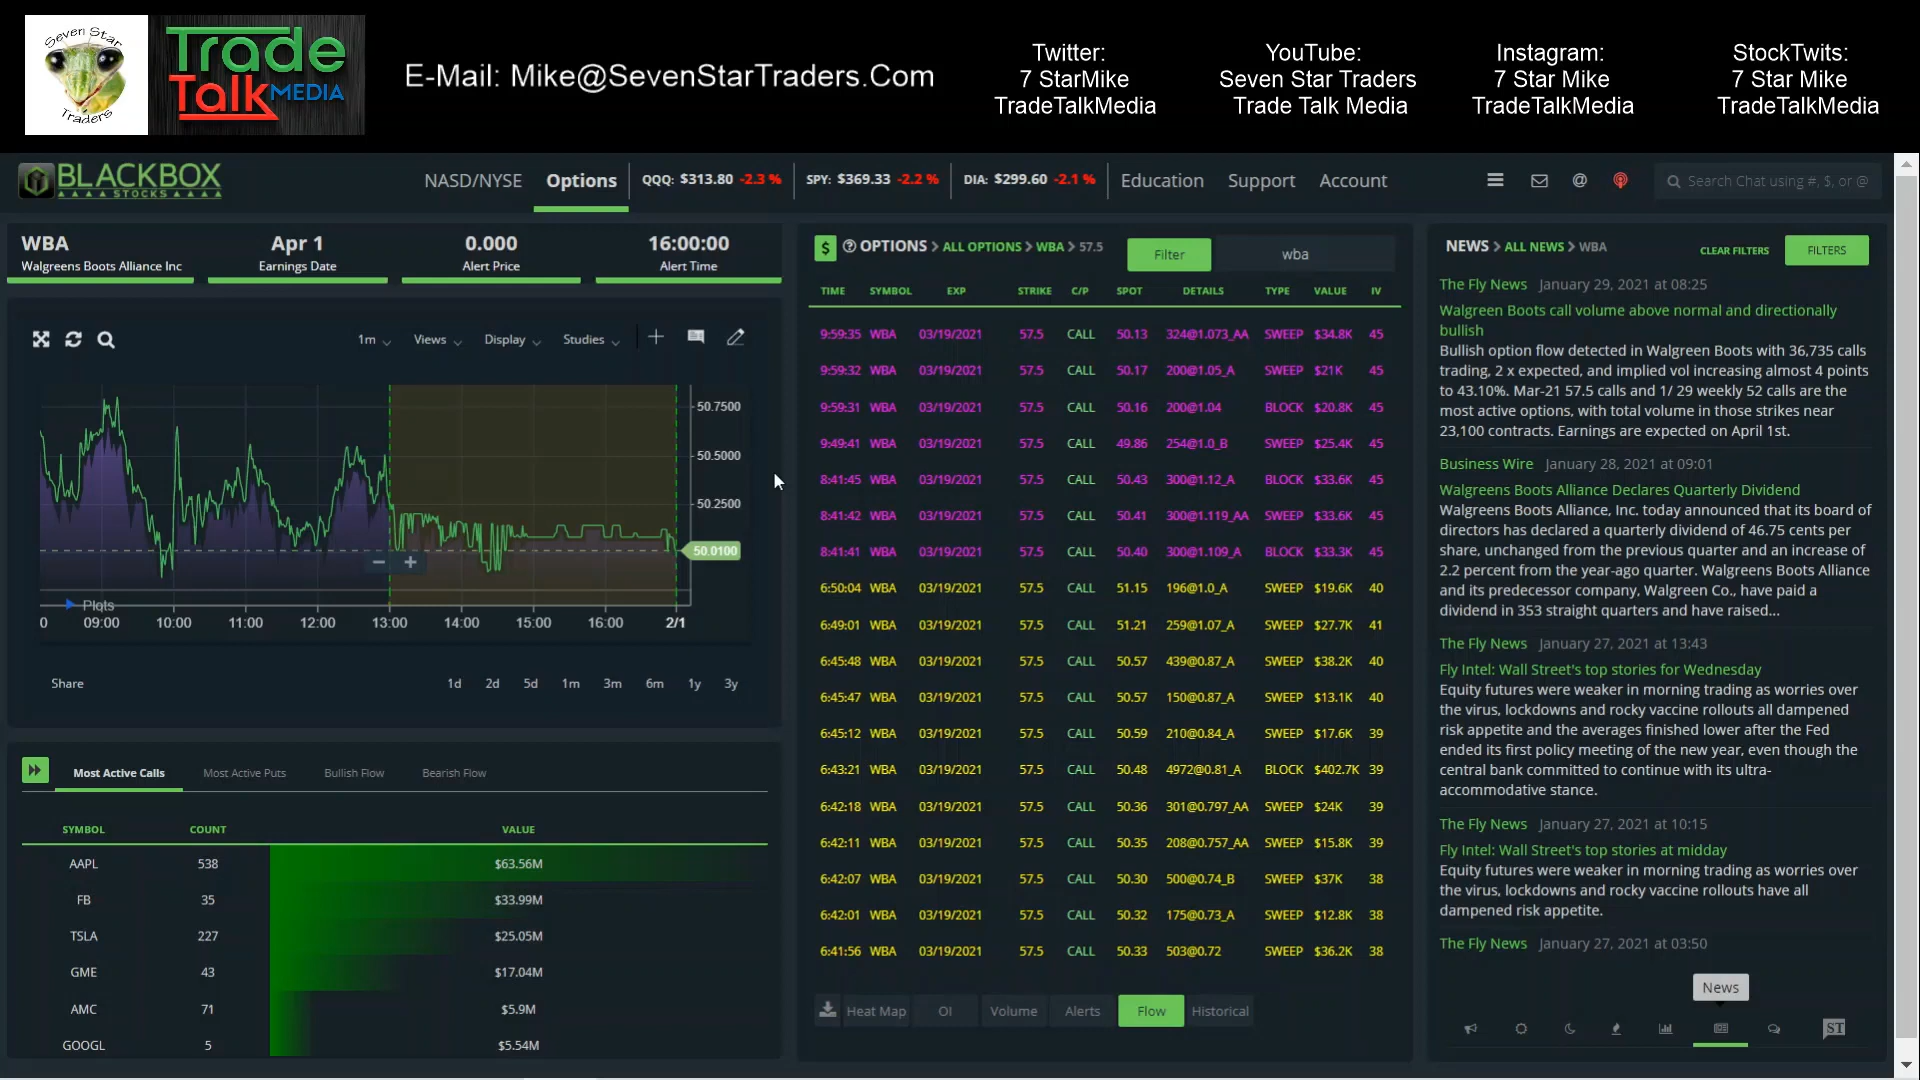 Seven Star
Traders
Trade
Talk MEDIA
E-Mail: Mike@SevenStarTraders.Com
Twitter:
7 StarMike
TradeTalkMedia
YouTube:
Seven Star Traders
Trade Talk Media
Instagram:
7 Star Mike
TradeTalkMedia
StockTwits:
7 Star Mike
TradeTalkMedia
BLACKBOX
STOCKS
NASD/NYSE Options QQQ: $313.80 -2.3 % SPY: $369.33 -2.2 % DIA: $299.60 -2.1 % Education Support Account @ Search Chat using #, $, or @
WBA
Walgreens Boots Alliance Inc
Apr 1
Earnings Date
0.000
Alert Price
16:00:00
Alert Time
1m Views Display Studies
50.7500
50.5000
50.2500
50.0100
Plots
0 09:00 10:00 11:00 12:00 13:00 14:00 15:00 16:00 2/1
Share 1d 2d 5d 1m 3m 6m 1y 3y
Most Active Calls Most Active Puts Bullish Flow Bearish Flow
SYMBOL COUNT VALUE
AAPL 538 $63.56M
FB 35 $33.99M
TSLA 227 $25.05M
GME 43 $17.04M
AMC 71 $5.9M
GOOGL 5 $5.54M
$ ? OPTIONS > ALL OPTIONS > WBA > 57.5 Filter wba
TIME SYMBOL EXP STRIKE C/P SPOT DETAILS TYPE VALUE IV
9:59:35 WBA 03/19/2021 57.5 CALL 50.13 324@1.073_AA SWEEP $34.8K 45
9:59:32 WBA 03/19/2021 57.5 CALL 50.17 200@1.05_A SWEEP $21K 45
9:59:31 WBA 03/19/2021 57.5 CALL 50.16 200@1.04 BLOCK $20.8K 45
9:49:41 WBA 03/19/2021 57.5 CALL 49.86 254@1.0_B SWEEP $25.4K 45
8:41:45 WBA 03/19/2021 57.5 CALL 50.43 300@1.12_A BLOCK $33.6K 45
8:41:42 WBA 03/19/2021 57.5 CALL 50.41 300@1.119_AA SWEEP $33.6K 45
8:41:41 WBA 03/19/2021 57.5 CALL 50.40 300@1.109_A BLOCK $33.3K 45
6:50:04 WBA 03/19/2021 57.5 CALL 51.15 196@1.0_A SWEEP $19.6K 40
6:49:01 WBA 03/19/2021 57.5 CALL 51.21 259@1.07_A SWEEP $27.7K 41
6:45:48 WBA 03/19/2021 57.5 CALL 50.57 439@0.87_A SWEEP $38.2K 40
6:45:47 WBA 03/19/2021 57.5 CALL 50.57 150@0.87_A SWEEP $13.1K 40
6:45:12 WBA 03/19/2021 57.5 CALL 50.59 210@0.84_A SWEEP $17.6K 39
6:43:21 WBA 03/19/2021 57.5 CALL 50.48 4972@0.81_A BLOCK $402.7K 39
6:42:18 WBA 03/19/2021 57.5 CALL 50.36 301@0.797_AA SWEEP $24K 39
6:42:11 WBA 03/19/2021 57.5 CALL 50.35 208@0.757_AA SWEEP $15.8K 39
6:42:07 WBA 03/19/2021 57.5 CALL 50.30 500@0.74_B SWEEP $37K 38
6:42:01 WBA 03/19/2021 57.5 CALL 50.32 175@0.73_A SWEEP $12.8K 38
6:41:56 WBA 03/19/2021 57.5 CALL 50.33 503@0.72 SWEEP $36.2K 38
Heat Map OI Volume Alerts Flow Historical
NEWS > ALL NEWS > WBA CLEAR FILTERS FILTERS
The Fly News January 29, 2021 at 08:25
Walgreen Boots call volume above normal and directionally
bullish
Bullish option flow detected in Walgreen Boots with 36,735 calls
trading, 2 x expected, and implied vol increasing almost 4 points
to 43.10%. Mar-21 57.5 calls and 1/ 29 weekly 52 calls are the
most active options, with total volume in those strikes near
23,100 contracts. Earnings are expected on April 1st.
Business Wire January 28, 2021 at 09:01
Walgreens Boots Alliance Declares Quarterly Dividend
Walgreens Boots Alliance, Inc. today announced that its board of
directors has declared a quarterly dividend of 46.75 cents per
share, unchanged from the previous quarter and an increase of
2.2 percent from the year-ago quarter. Walgreens Boots Alliance
and its predecessor company, Walgreen Co., have paid a
dividend in 353 straight quarters and have raised...
The Fly News January 27, 2021 at 13:43
Fly Intel: Wall Street's top stories for Wednesday
Equity futures were weaker in morning trading as worries over
the virus, lockdowns and rocky vaccine rollouts all dampened
risk appetite and the averages finished lower after the Fed
ended its first policy meeting of the new year, even though the
central bank committed to continue with its ultra-
accommodative stance.
The Fly News January 27, 2021 at 10:15
Fly Intel: Wall Street's top stories at midday
Equity futures were weaker in morning trading as worries over
the virus, lockdowns and rocky vaccine rollouts have all
dampened risk appetite.
The Fly News January 27, 2021 at 03:50
News
ST